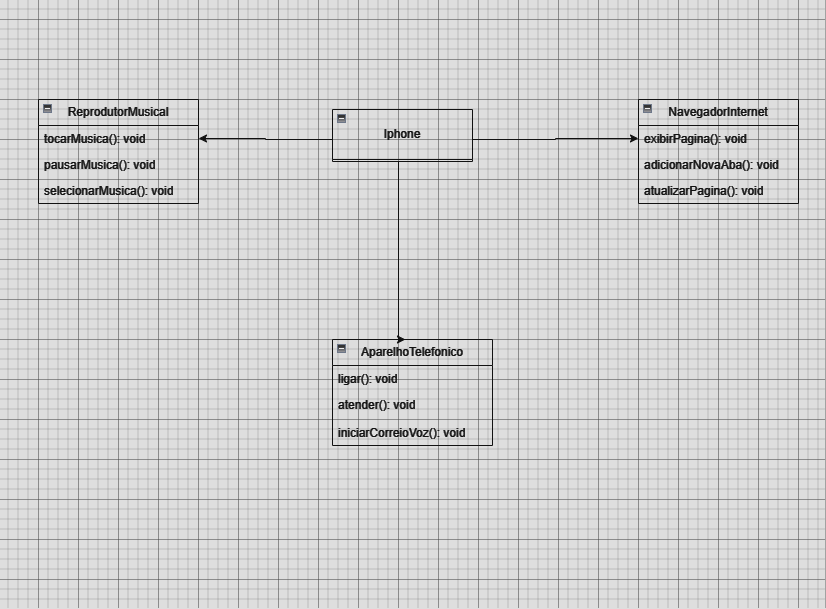 ReprodutorMusical
tocarMusica(): void
pausarMusica(): void
selecionarMusica(): void
Iphone
NavegadorInternet
exibirPagina(): void
adicionarNovaAba(): void
atualizarPagina(): void
AparelhoTelefonico
ligar(): void
atender(): void
iniciarCorreioVoz(): void